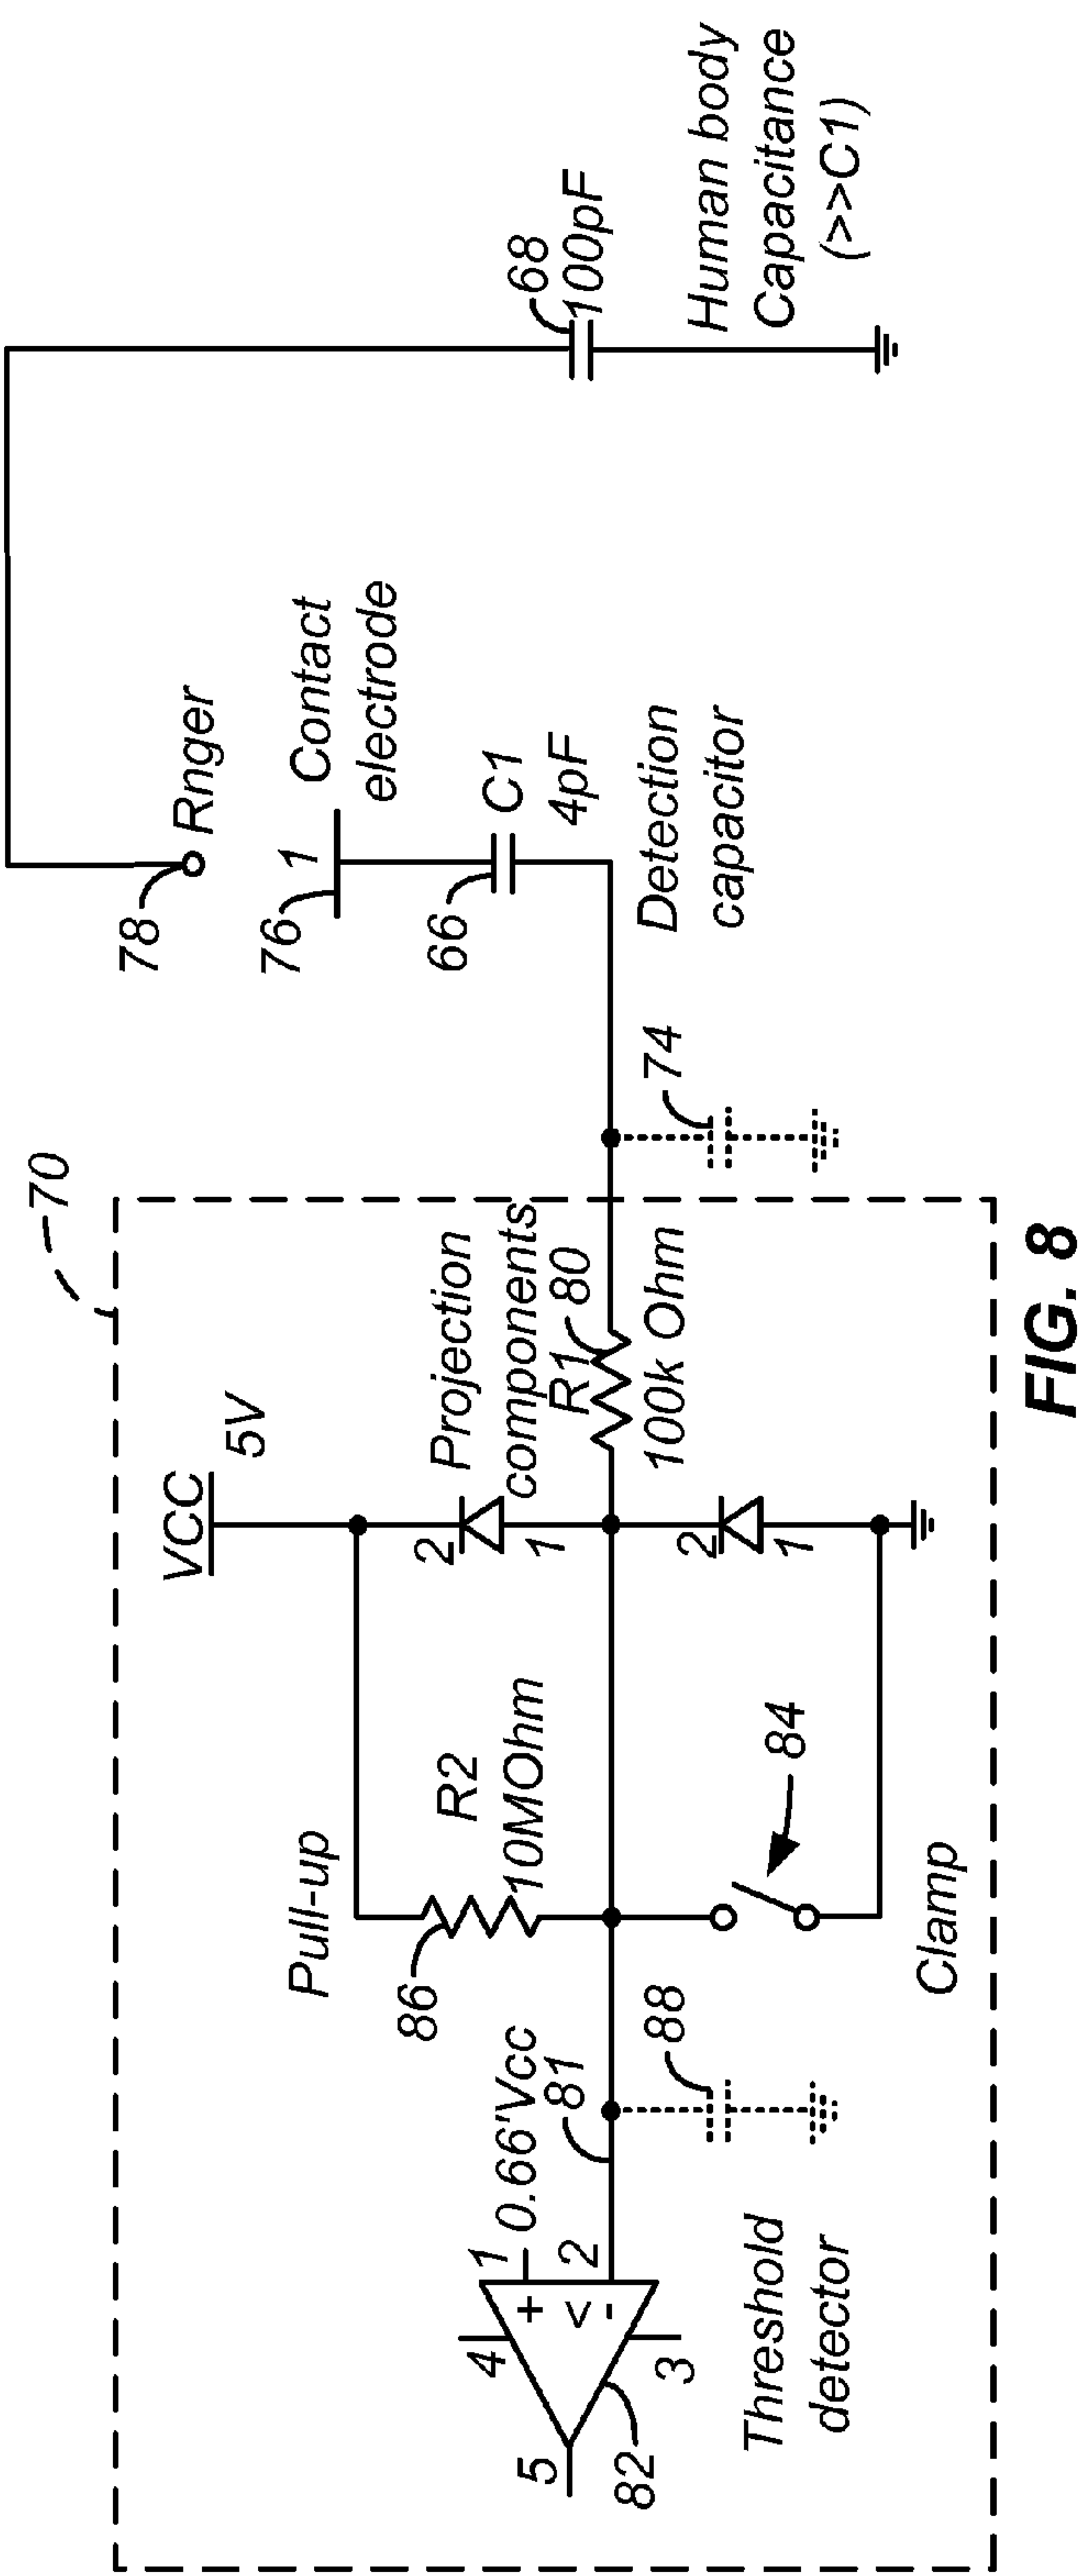 70
VCC
5V
Pull-up
86
R2
10MOhm
Projection
components
R1
80
100k Ohm
2
1
2
1
84
Clamp
4
1
0.66'Vcc
81
+
<
-
2
88
5
3
82
Threshold
detector
74
78
Rnger
76
1
Contact
electrode
66
C1
4pF
Detection
capacitor
68
100pF
Human body
Capacitance
(>>C1)
FIG. 8